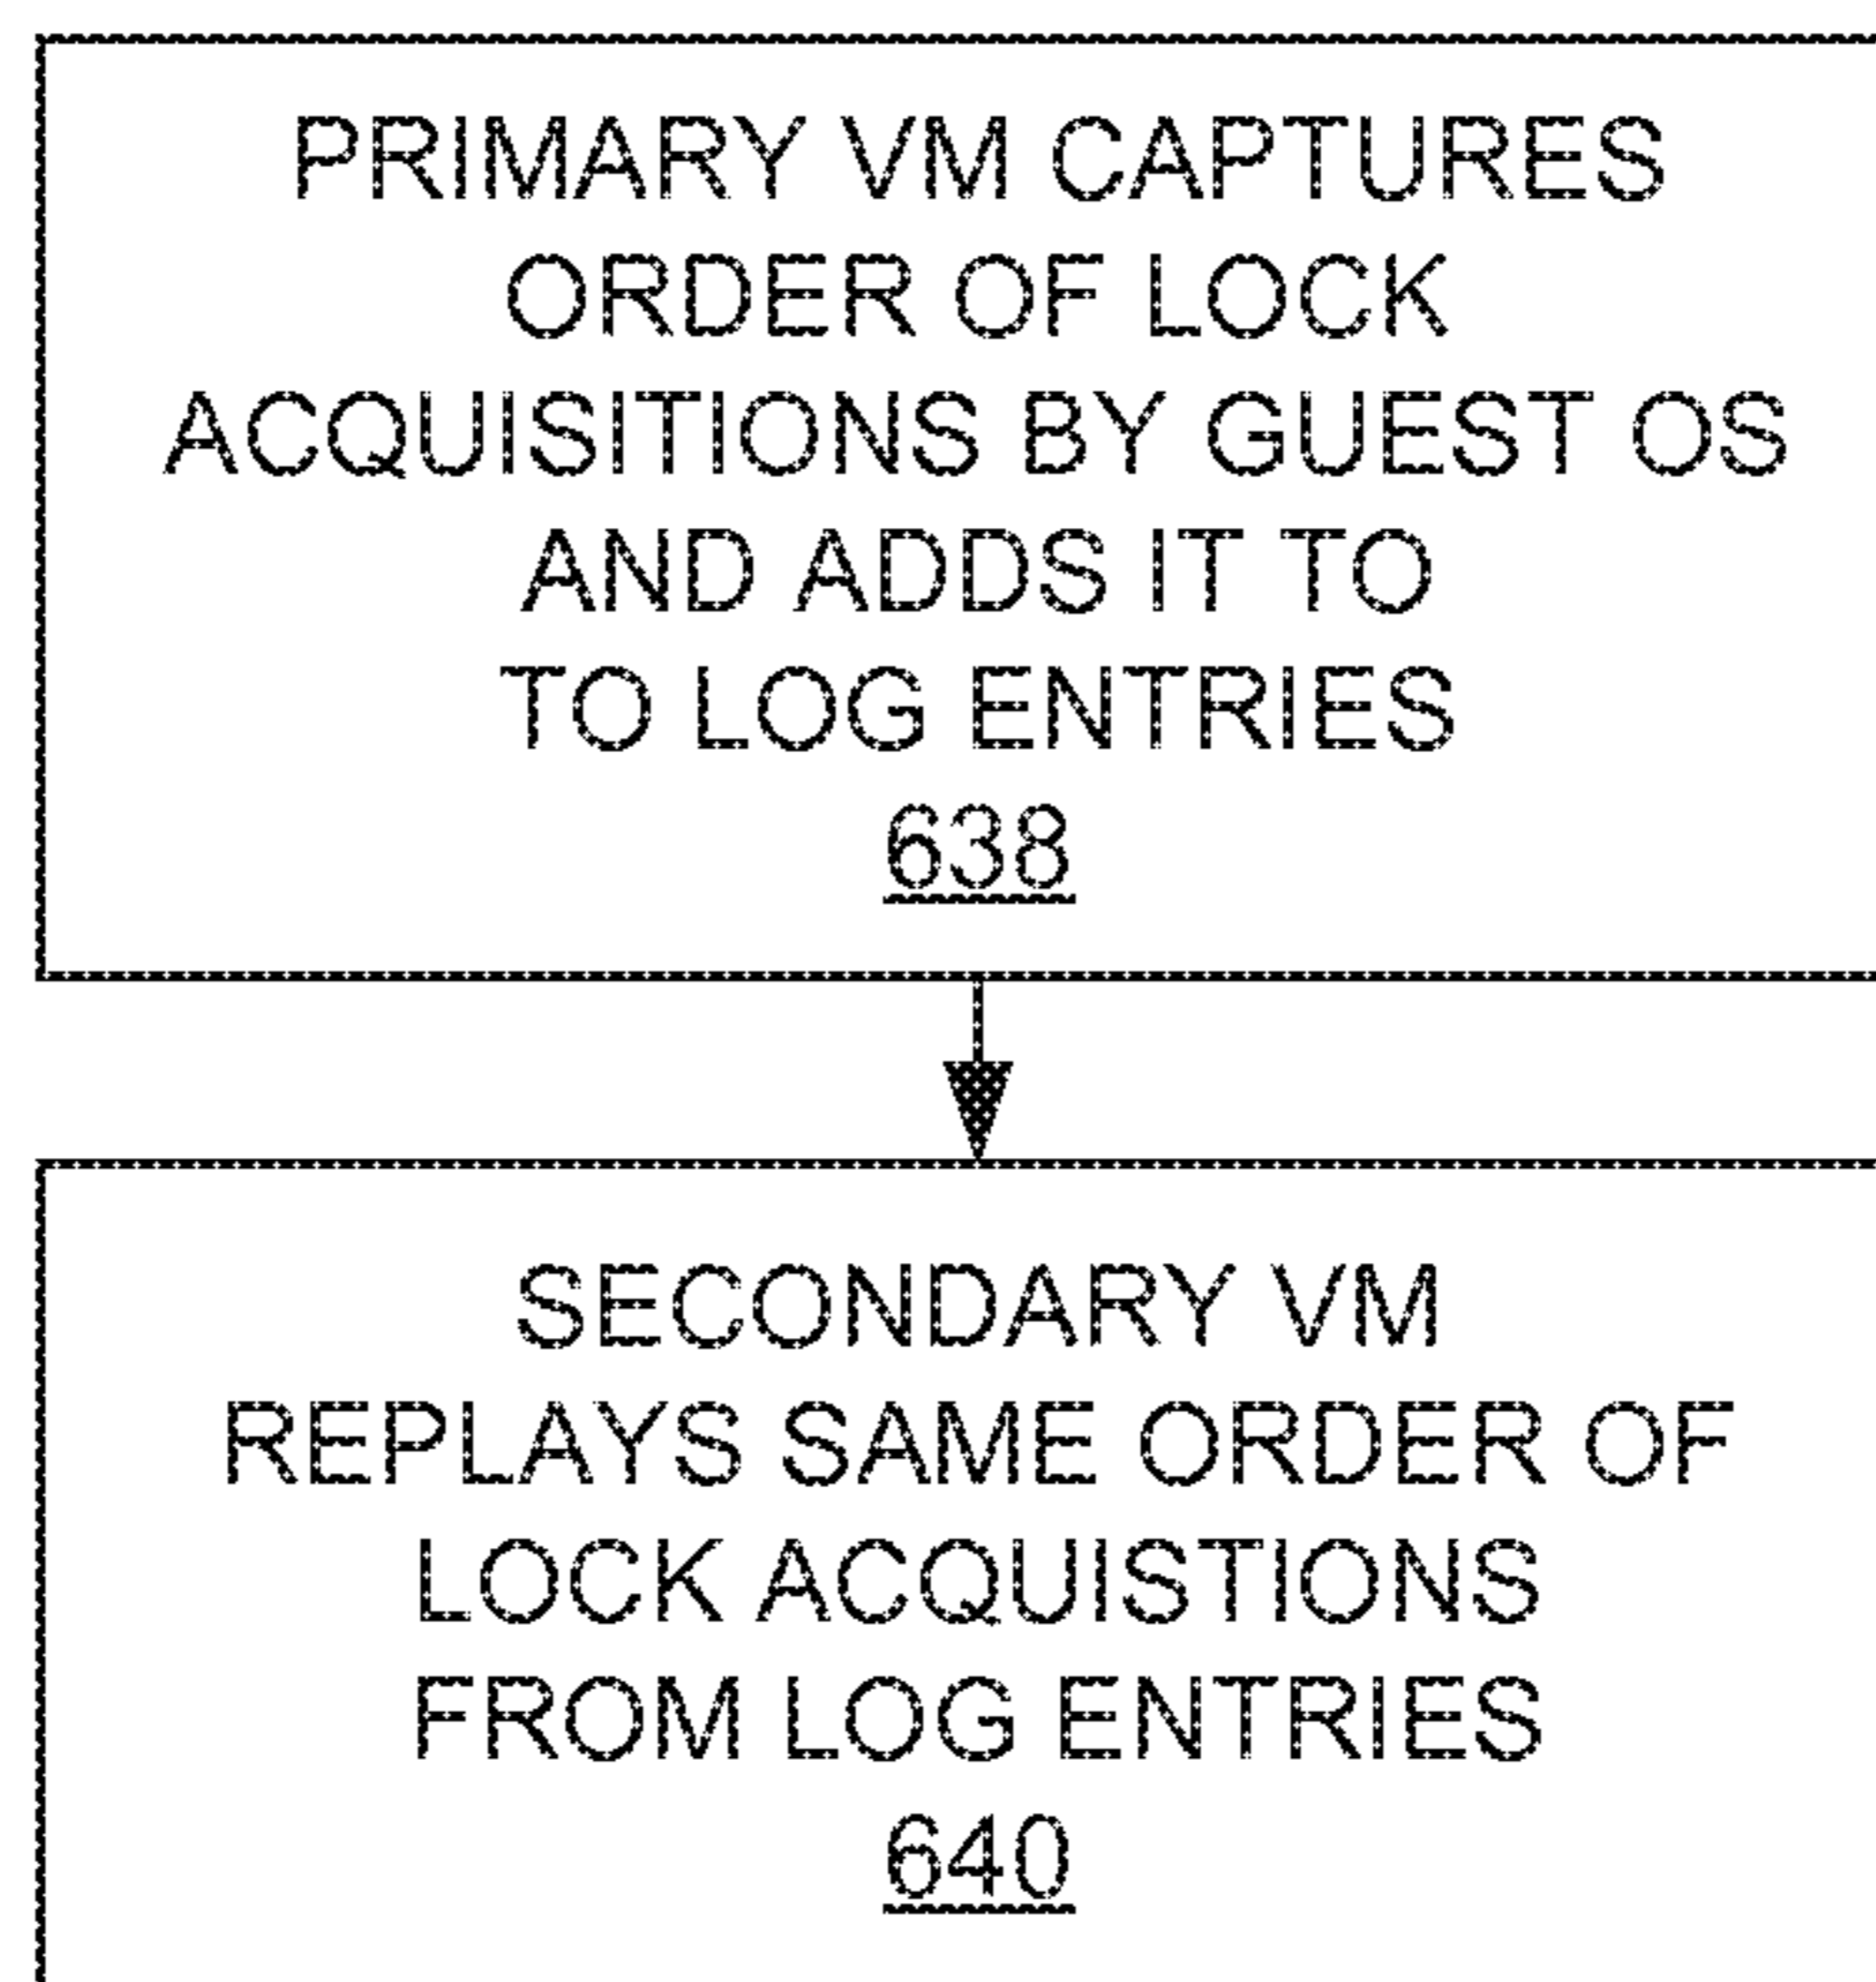 PRIMARY VM CAPTURES
ORDER OF LOCK
ACQUISITIONS BY GUEST OS
AND ADDS IT TO
TO LOG ENTRIES
638
SECONDARY VM
REPLAYS SAME ORDER OF
LOCK ACQUISTIONS
FROM LOG ENTRIES
640